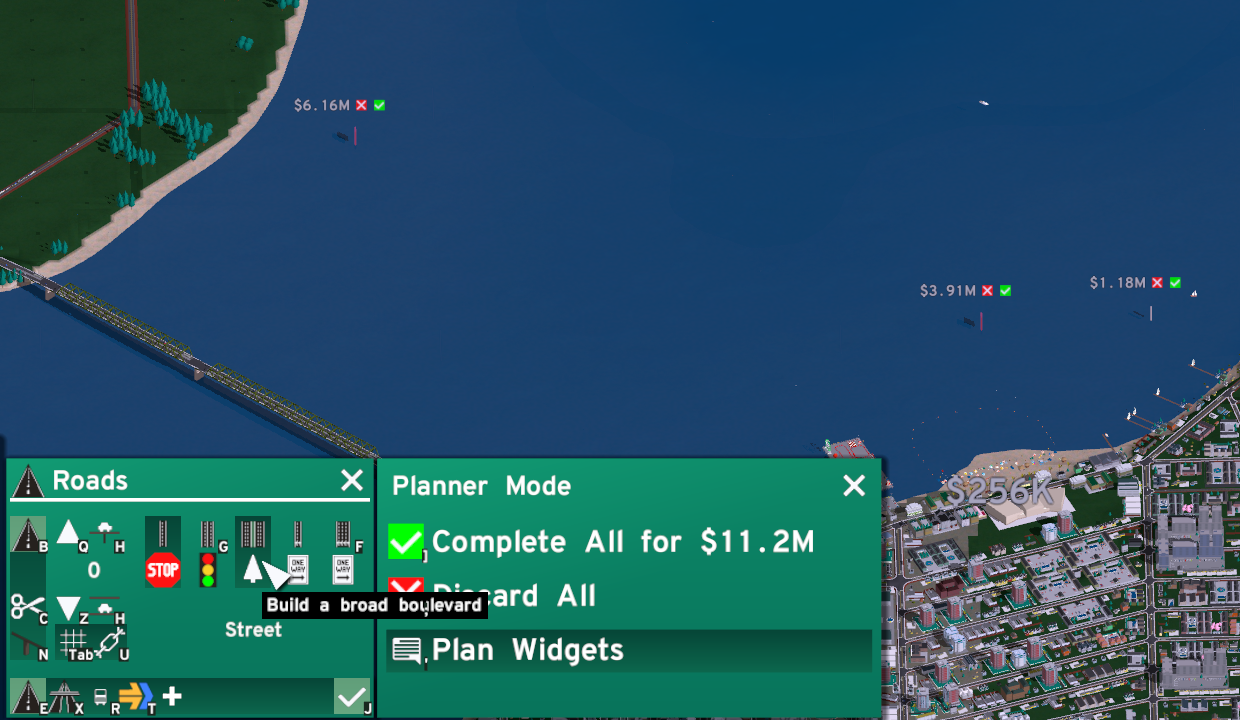 $6.16M
$3.91M
$1.18M
$256K
Roads
B
Q
H
G
F
0
STOP
ONE WAY
ONE WAY
C
Z
H
Build a broad boulevard
Street
N
Tab
U
E
X
R
T
J
Planner Mode
Complete All for $11.2M
card All
Plan Widgets